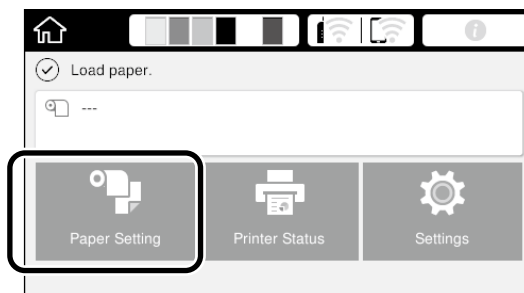 Load paper.
---
Paper Setting
Printer Status
Settings